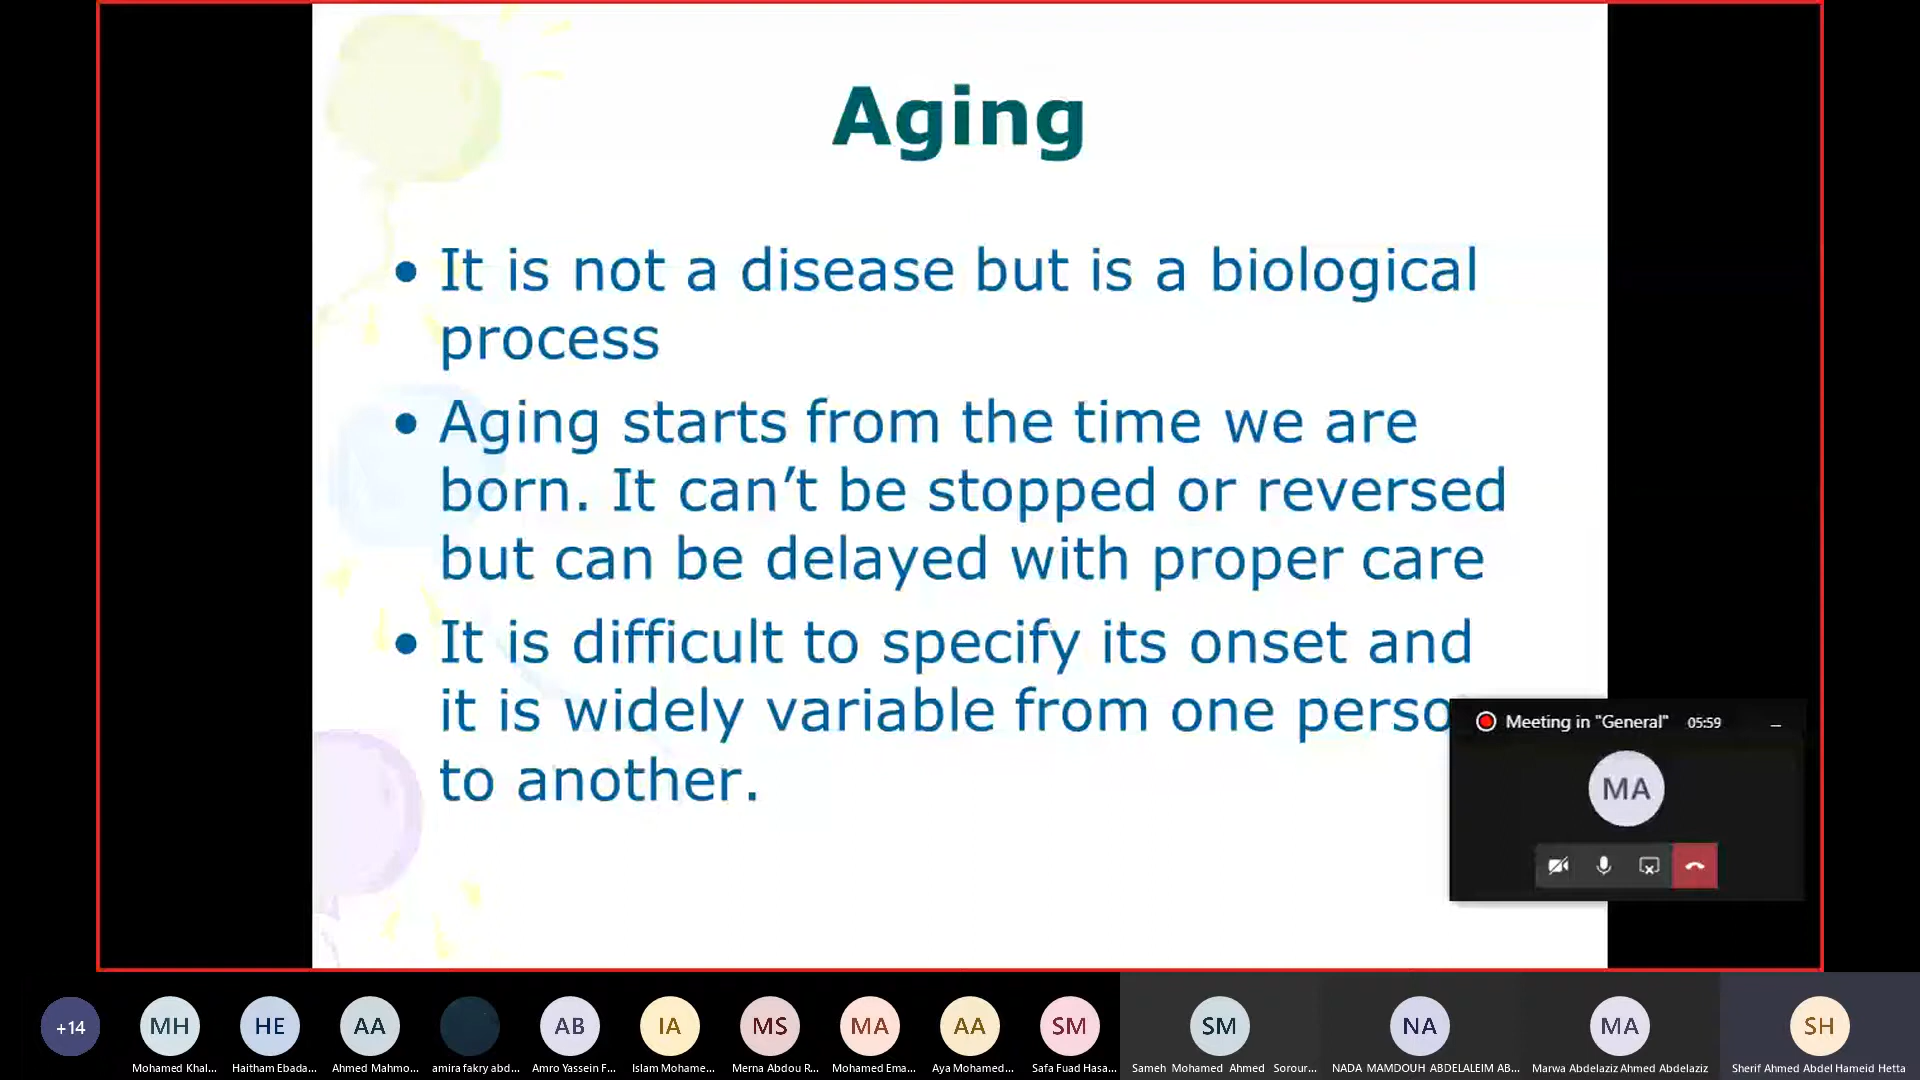 Aging
• It is not a disease but is a biological
process
• Aging starts from the time we are
born. It can’t be stopped or reversed
but can be delayed with proper care
• It is difficult to specify its onset and
it is widely variable from one perso
to another.
Meeting in "General" 05:59
MA
+14
MH
HE
AA
AB
IA
MS
MA
AA
SM
SM
NA
MA
SH
Mohamed Khal...
Haitham Ebada...
Ahmed Mahmo...
amira fakry abd...
Amro Yassein F...
Islam Mohame...
Merna Abdou R...
Mohamed Ema...
Aya Mohamed...
Safa Fuad Hasa...
Sameh Mohamed Ahmed Sorour...
NADA MAMDOUH ABDELALEIM AB...
Marwa Abdelaziz Ahmed Abdelaziz
Sherif Ahmed Abdel Hameid Hetta